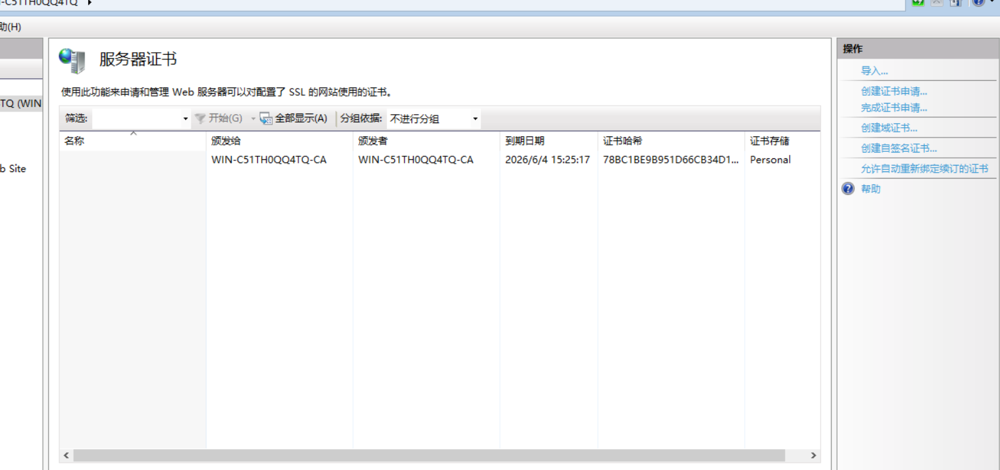 -C51TH0QQ4TQ
助(H)
服务器证书
使用此功能来申请和管理 Web 服务器可以对配置了 SSL 的网站使用的证书。
TQ (WIN
b Site
筛选: 开始(G) 全部显示(A) 分组依据: 不进行分组
名称 颁发给 颁发者 到期日期 证书哈希 证书存储
WIN-C51TH0QQ4TQ-CA WIN-C51TH0QQ4TQ-CA 2026/6/4 15:25:17 78BC1BE9B951D66CB34D1... Personal
操作
导入...
创建证书申请...
完成证书申请...
创建域证书...
创建自签名证书...
允许自动重新绑定续订的证书
帮助